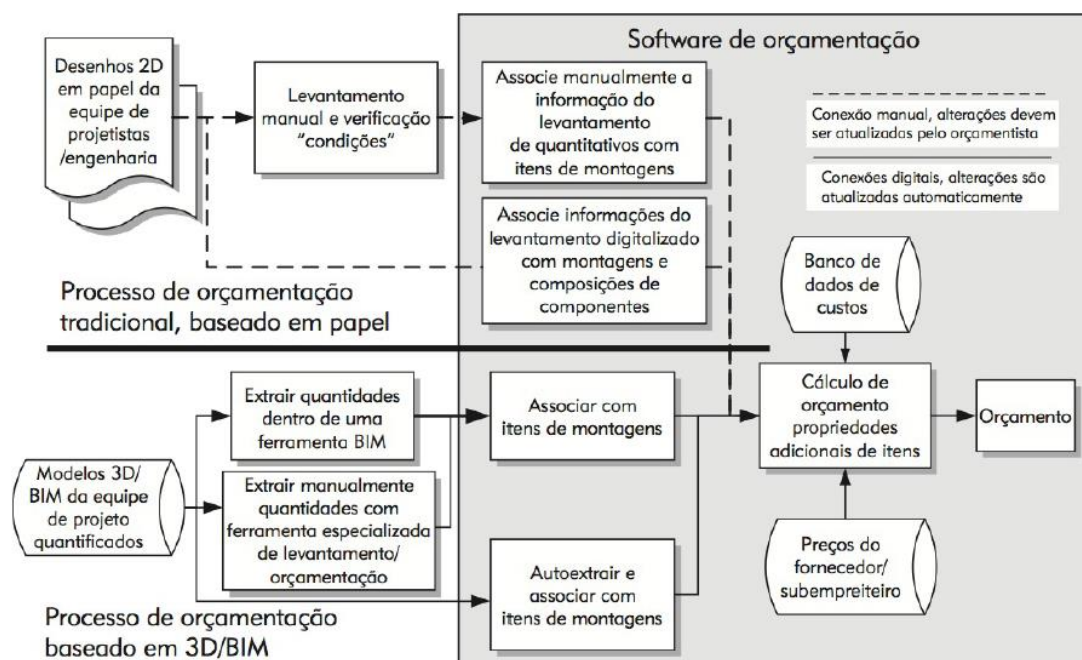 Software de orçamentação
Desenhos 2D
em papel da
equipe de
projetistas
/engenharia
Levantamento
manual e verificação
“condições“
Associe manualmente a
informação do
levantamento
de quantitativos com
itens de montagens
Conexão manual, alterações devem
ser atualizadas pelo orçamentista
Conexões digitais, alterações são
atualizadas automaticamente
Associe informações do
levantamento digitalizado
com montagens e
composições de
componentes
Banco de
dados de
custos
Processo de orçamentação
tradicional, baseado em papel
Extrair quantidades
dentro de uma
ferramenta BIM
Associar com
itens de montagens
Cálculo de
orçamento
propriedades
adicionais de itens
Orçamento
Modelos 3D/
BIM da equipe
de projeto
quantificados
Extrair manualmente
quantidades com
ferramenta especializada
de levantamento/
orçamentação
Autoextrair e
associar com
itens de montagens
Preços do
fornecedor/
subempreiteiro
Processo de orçamentação
baseado em 3D/BIM